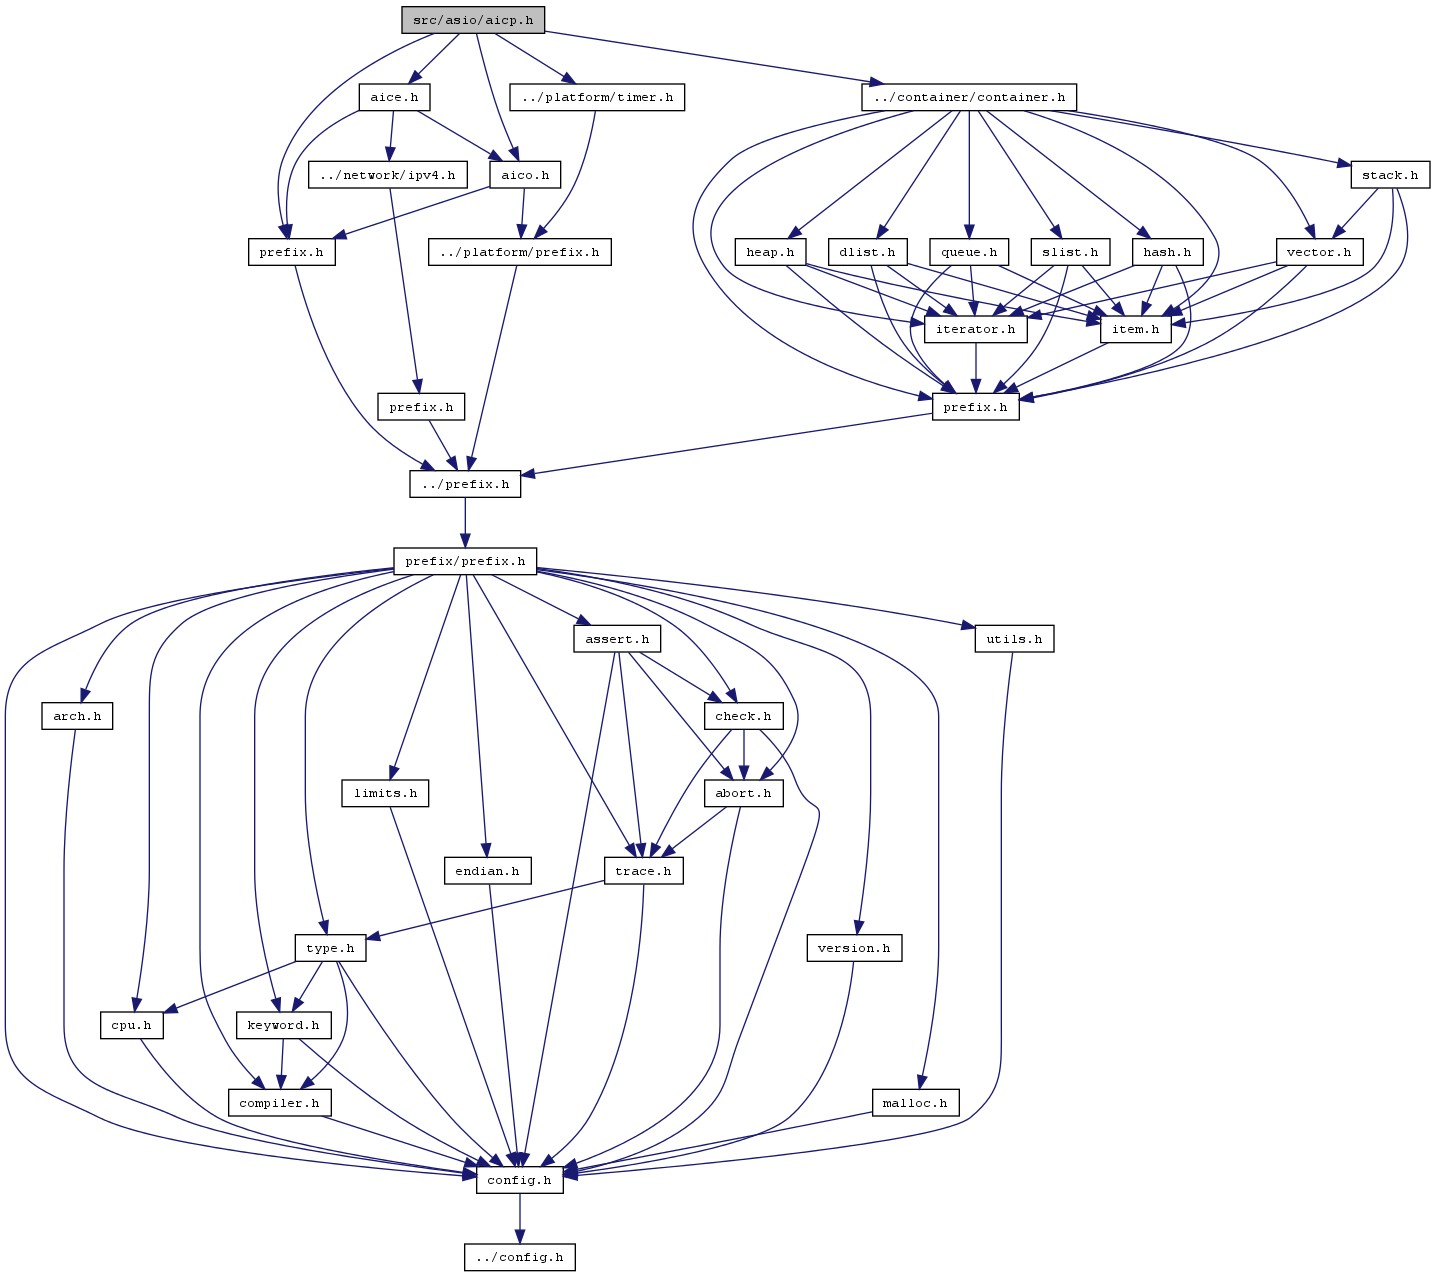 src/asio/aicp.h
aice.h
../platform/timer.h
../container/container.h
../network/ipv4.h
aico.h
stack.h
prefix.h
../platform/prefix.h
heap.h
dlist.h
queue.h
slist.h
hash.h
vector.h
iterator.h
item.h
prefix.h
prefix.h
../prefix.h
prefix/prefix.h
assert.h
utils.h
arch.h
check.h
limits.h
abort.h
endian.h
trace.h
type.h
version.h
cpu.h
keyword.h
compiler.h
malloc.h
config.h
../config.h